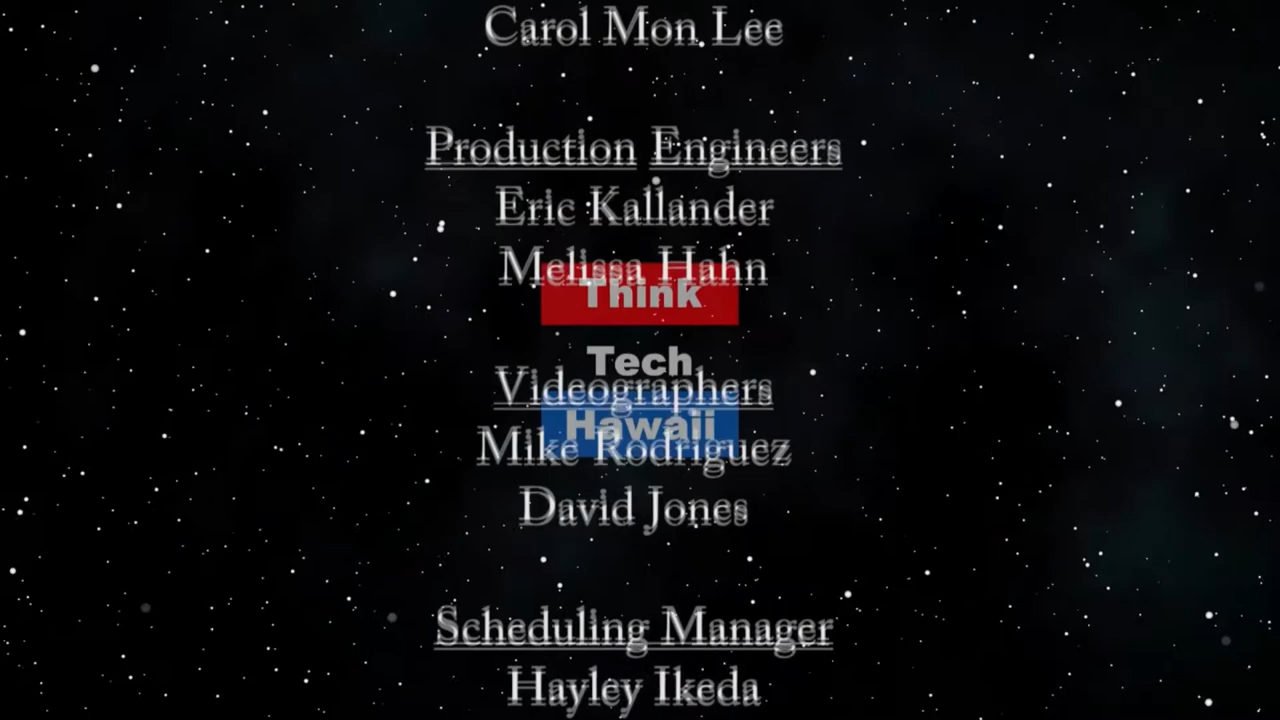 Carol Mon Lee
Production Engineers
Eric Kallander
Melissa Hahn
Think
Tech
Videographers
Hawaii
Mike Rodriguez
David Jones
Scheduling Manager
Hayley Ikeda